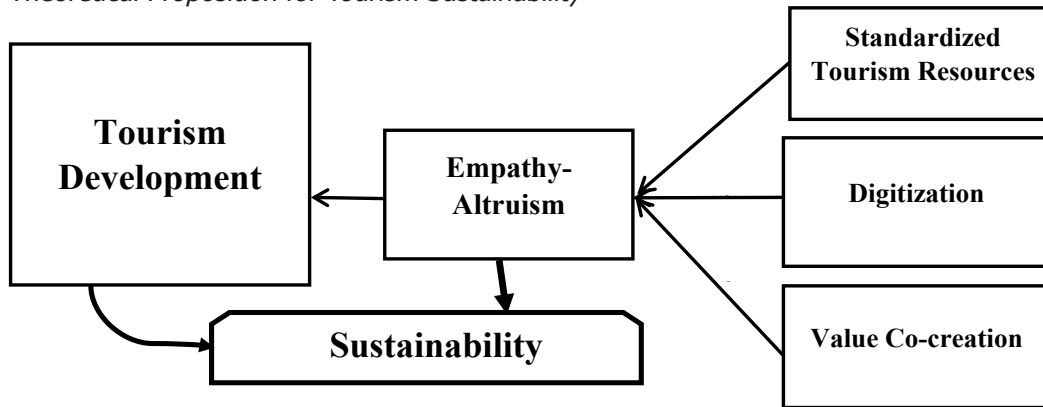 Theoretical Proposition for Tourism Sustainability
Standardized
Tourism Resources
Tourism
Development
Empathy-
Altruism
Digitization
Sustainability
Value Co-creation